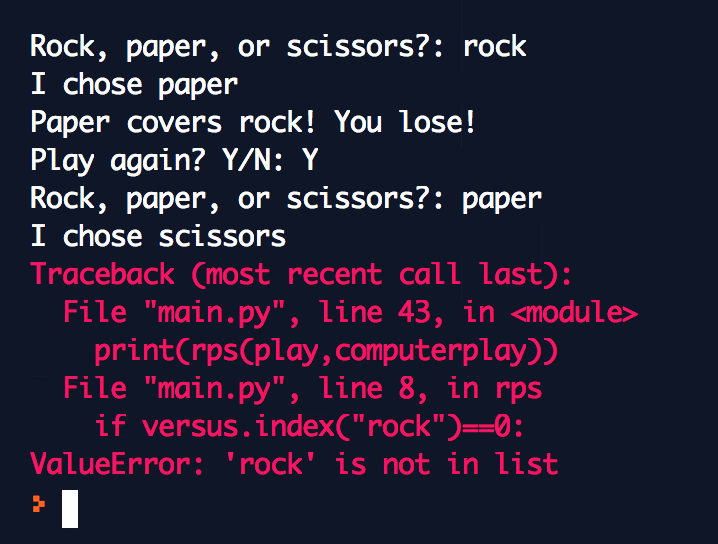 Rock, paper, or scissors?: rock
I chose paper
Paper covers rock! You lose!
Play again? Y/N: Y
Rock, paper, or scissors?: paper
I chose scissors
Traceback (most recent call last):
  File "main.py", line 43, in <module>
    print(rps(play,computerplay))
  File "main.py", line 8, in rps
    if versus.index("rock")==0:
ValueError: 'rock' is not in list